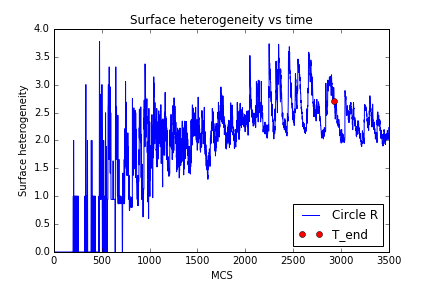 Surface heterogeneity vs time
4.0
3.5
3.0
2.5
2.0
1.5
1.0
0.5
0.0
Surface heterogeneity
Circle R
T_end
0 500 1000 1500 2000 2500 3000 3500
MCS